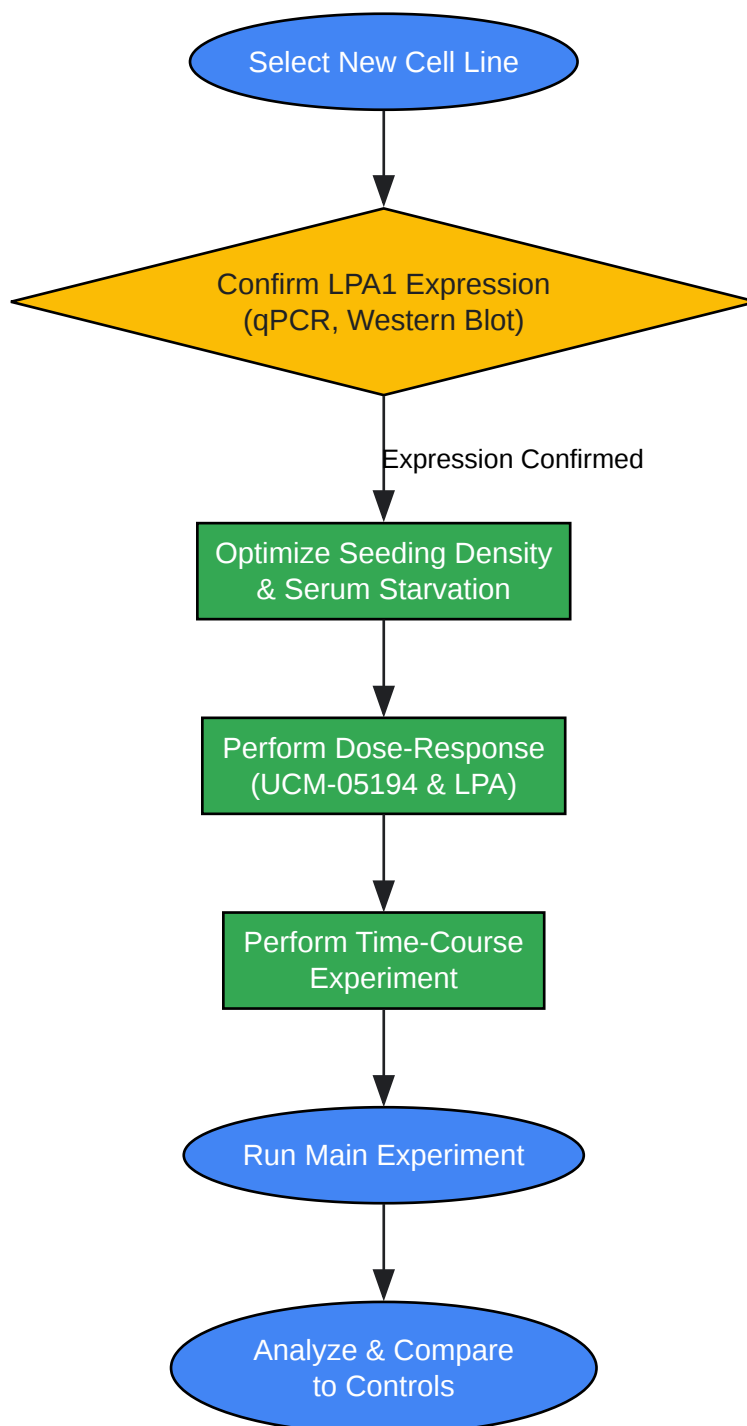 Select New Cell Line
Confirm LPA1 Expression
(qPCR, Western Blot)
Expression Confirmed
Optimize Seeding Density
& Serum Starvation
Perform Dose-Response
(UCM-05194 & LPA)
Perform Time-Course
Experiment
Run Main Experiment
Analyze & Compare
to Controls